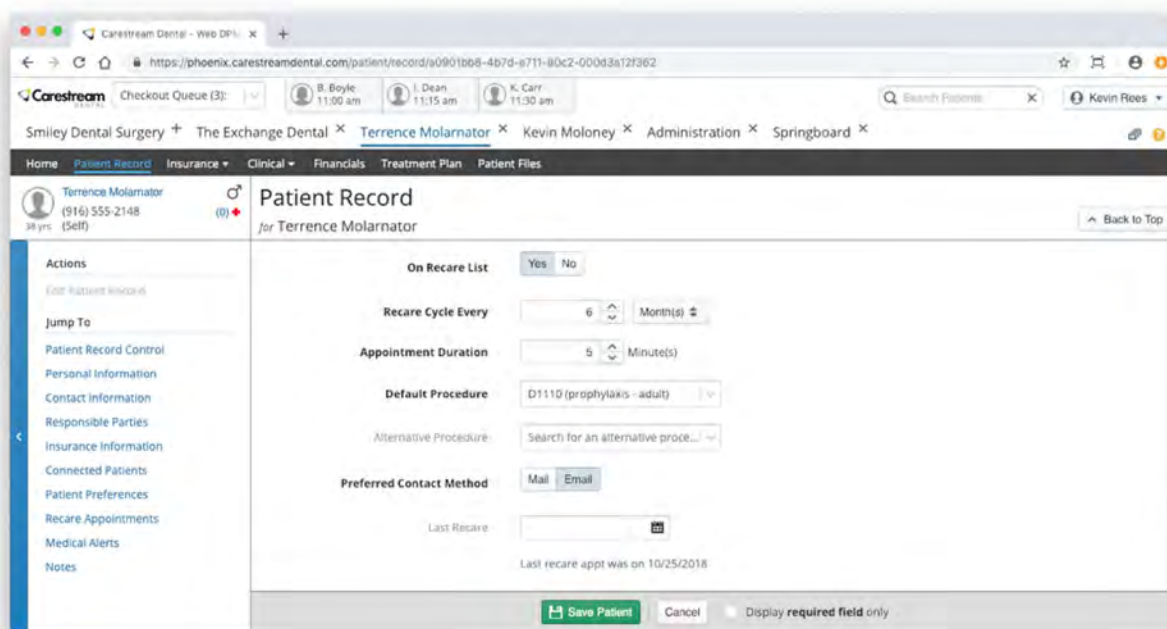 Carestream Dental - Web DPM × +
https://phoenix.carestreamdental.com/patient/record/a0901bb8-4b7d-e711-80c2-000d3a12f362
Carestream DENTAL Checkout Queue (3): B. Boyle 11:00 am I. Dean 11:15 am K. Carr 11:30 am Search Patients × Kevin Rees
Smiley Dental Surgery + The Exchange Dental × Terrence Molarnator × Kevin Moloney × Administration × Springboard ×
Home Patient Record Insurance Clinical Financials Treatment Plan Patient Files
Terrence Molarnator
(916) 555-2148 (0)
38 yrs (Self)
Patient Record
for Terrence Molarnator
Back to Top
Actions
Edit Patient Record
Jump To
Patient Record Control
Personal Information
Contact Information
Responsible Parties
Insurance Information
Connected Patients
Patient Preferences
Recare Appointments
Medical Alerts
Notes
On Recare List Yes No
Recare Cycle Every 6 Month(s)
Appointment Duration 5 Minute(s)
Default Procedure D1110 (prophylaxis - adult)
Alternative Procedure Search for an alternative proce...
Preferred Contact Method Mail Email
Last Recare
Last recare appt was on 10/25/2018
Save Patient Cancel Display required field only